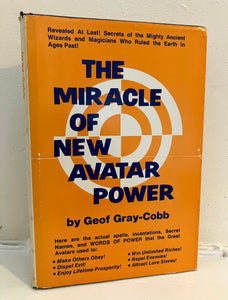 Revealed At Last! Secrets of the Mighty Ancient
Wizards and Magicians Who Ruled the Earth in
Ages Past!
THE
MIRACLE
OF
NEW
AVATAR
POWER
by Geof Gray-Cobb
Here are the actual spells, incantations, Secret
Names, and WORDS OF POWER that the Great
Avatars used to:
• Make Others Obey!
• Dispel Evil!
• Enjoy Lifetime Prosperity!
• Win Unlimited Riches!
• Repel Enemies!
• Attract Love Slaves!